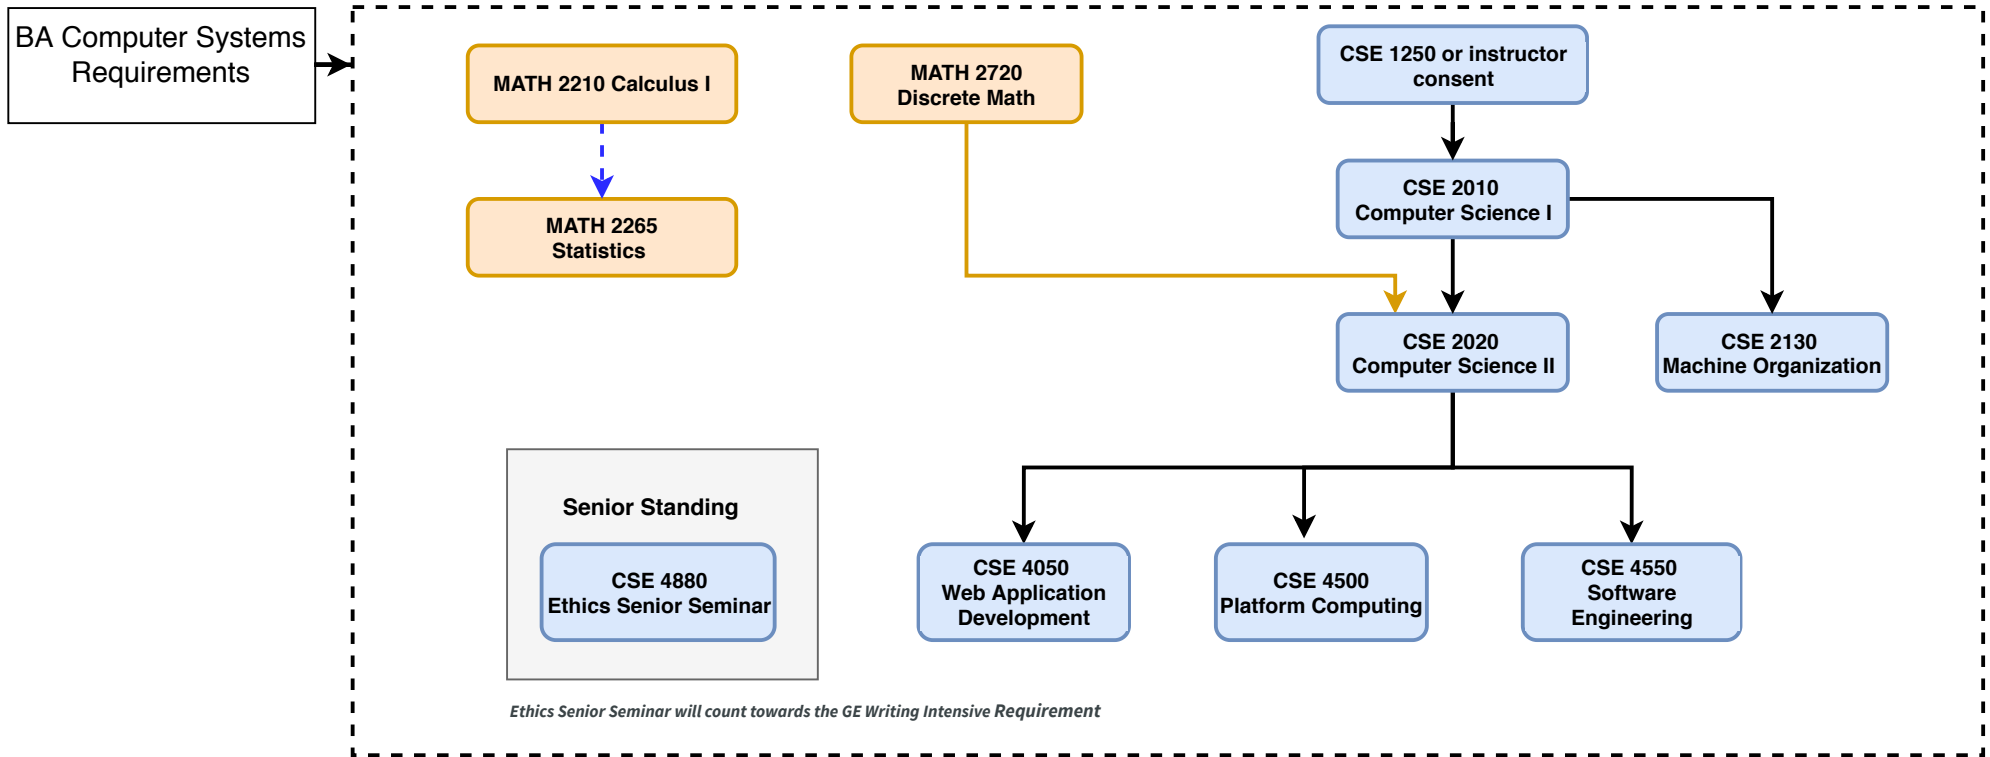 BA Computer Systems
Requirements
MATH 2210 Calculus I
MATH 2720
Discrete Math
CSE 1250 or instructor
consent
CSE 2010
Computer Science I
MATH 2265
Statistics
CSE 2020
Computer Science II
CSE 2130
Machine Organization
Senior Standing
CSE 4880
Ethics Senior Seminar
CSE 4050
Web Application
Development
CSE 4500
Platform Computing
CSE 4550
Software
Engineering
Ethics Senior Seminar will count towards the GE Writing Intensive Requirement